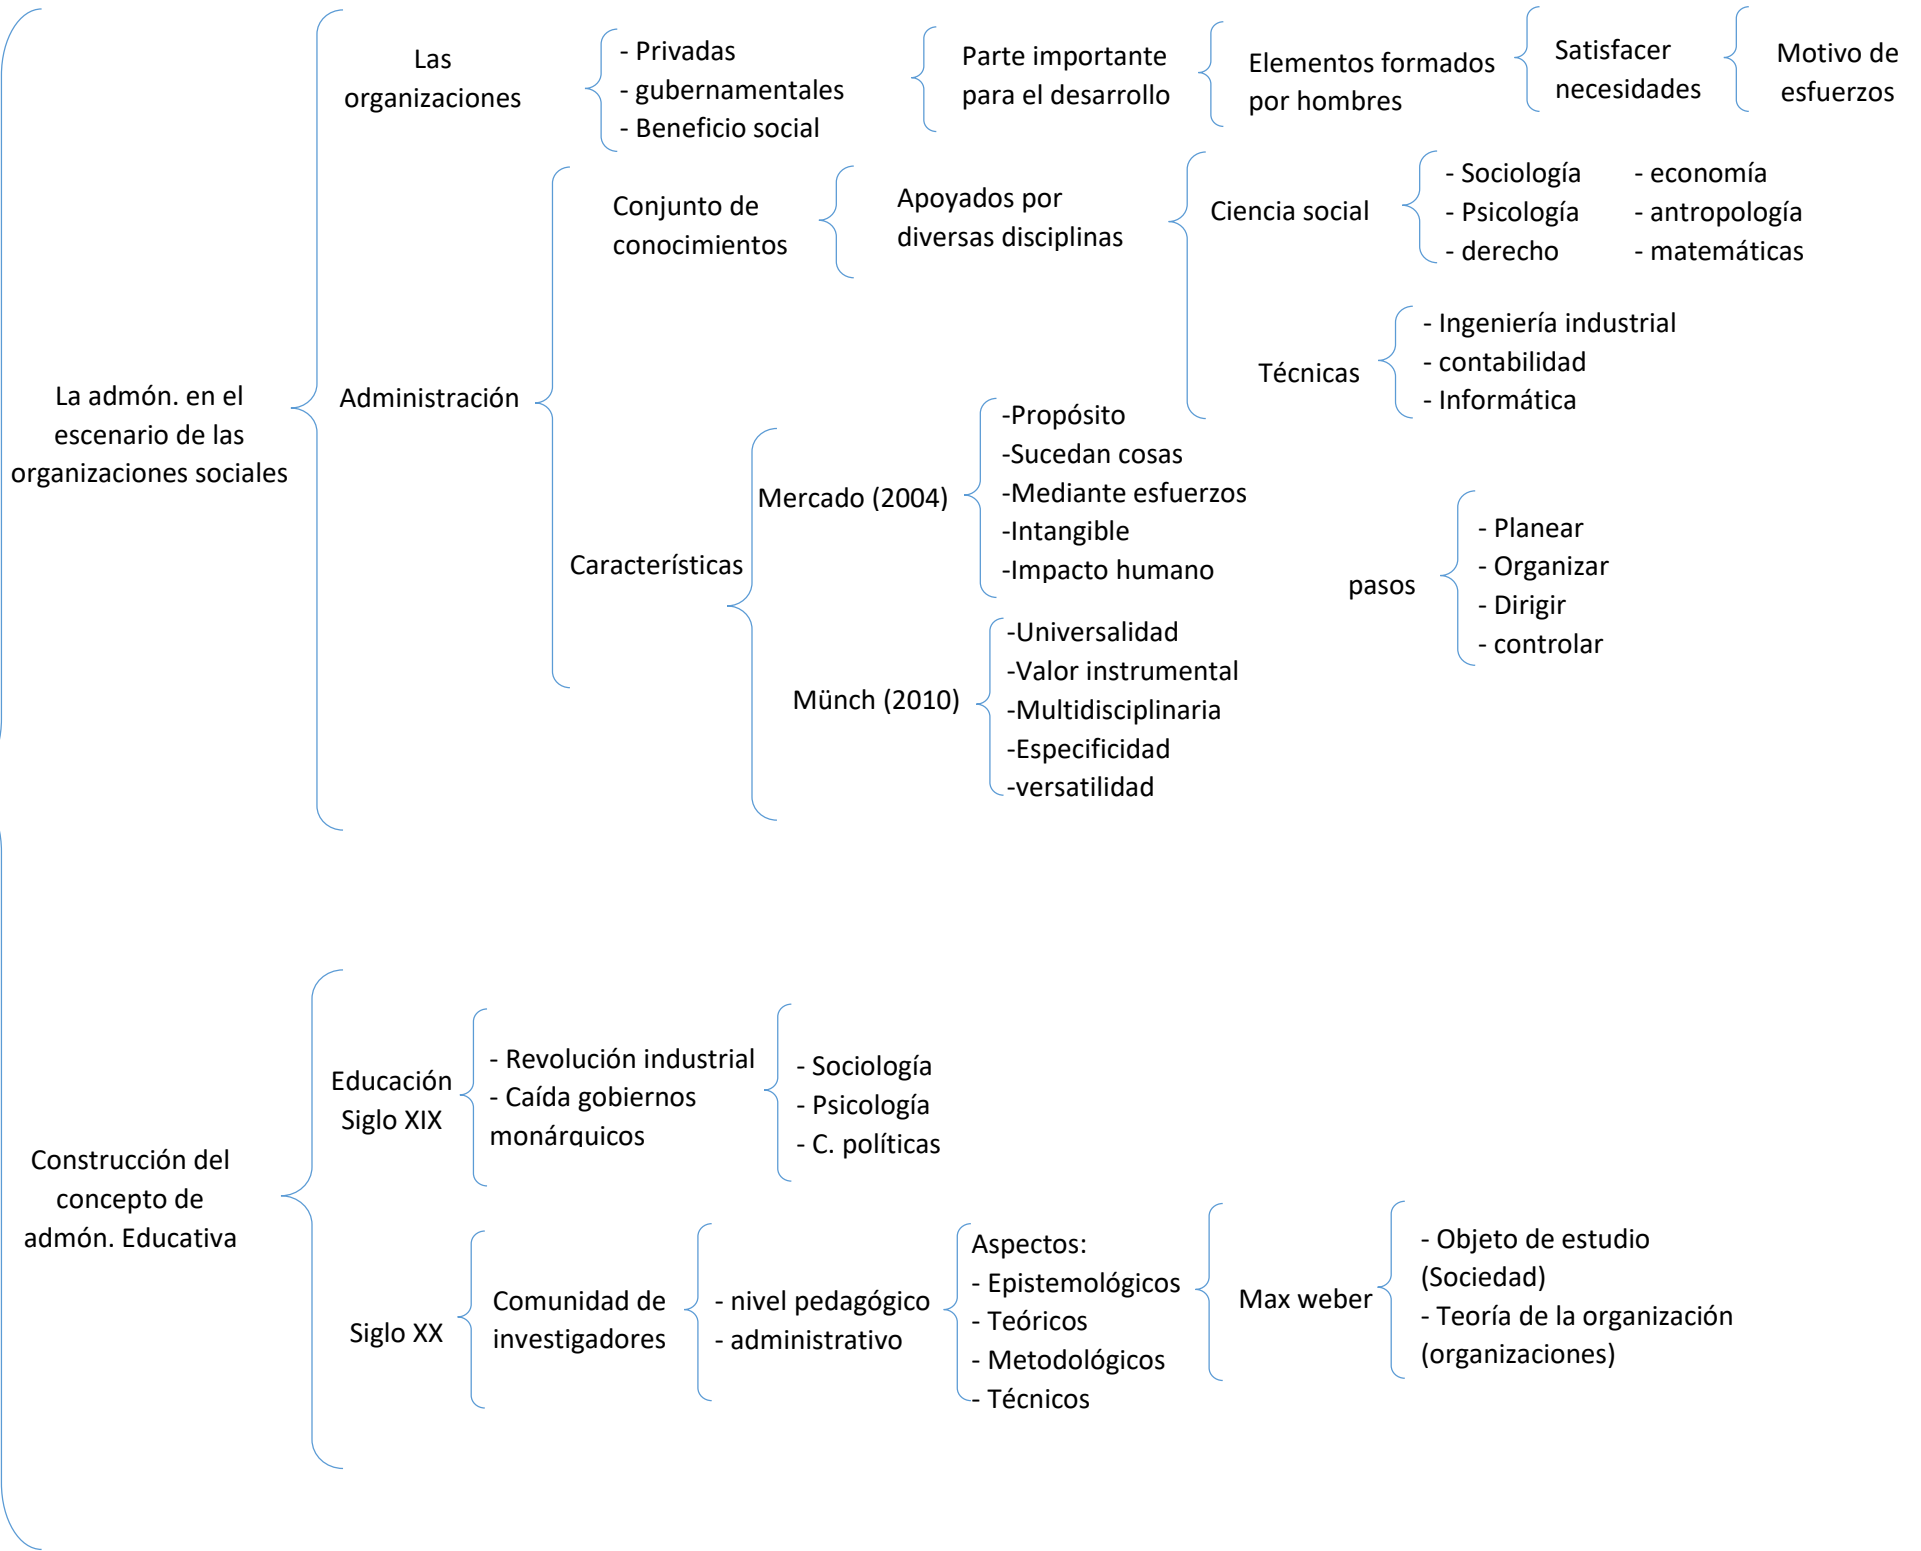 Las
organizaciones
- Privadas
- gubernamentales
- Beneficio social
Parte importante
para el desarrollo
Elementos formados
por hombres
Satisfacer
necesidades
Motivo de
esfuerzos
La admón. en el
escenario de las
organizaciones sociales
Administración
Conjunto de
conocimientos
Apoyados por
diversas disciplinas
Ciencia social
- Sociología
- Psicología
- derecho
- economía
- antropología
- matemáticas
Técnicas
- Ingeniería industrial
- contabilidad
- Informática
Características
Mercado (2004)
-Propósito
-Sucedan cosas
-Mediante esfuerzos
-Intangible
-Impacto humano
Münch (2010)
-Universalidad
-Valor instrumental
-Multidisciplinaria
-Especificidad
-versatilidad
pasos
- Planear
- Organizar
- Dirigir
- controlar
Construcción del
concepto de
admón. Educativa
Educación
Siglo XIX
- Revolución industrial
- Caída gobiernos
monárquicos
- Sociología
- Psicología
- C. políticas
Siglo XX
Comunidad de
investigadores
- nivel pedagógico
- administrativo
Aspectos:
- Epistemológicos
- Teóricos
- Metodológicos
- Técnicos
Max weber
- Objeto de estudio
(Sociedad)
- Teoría de la organización
(organizaciones)